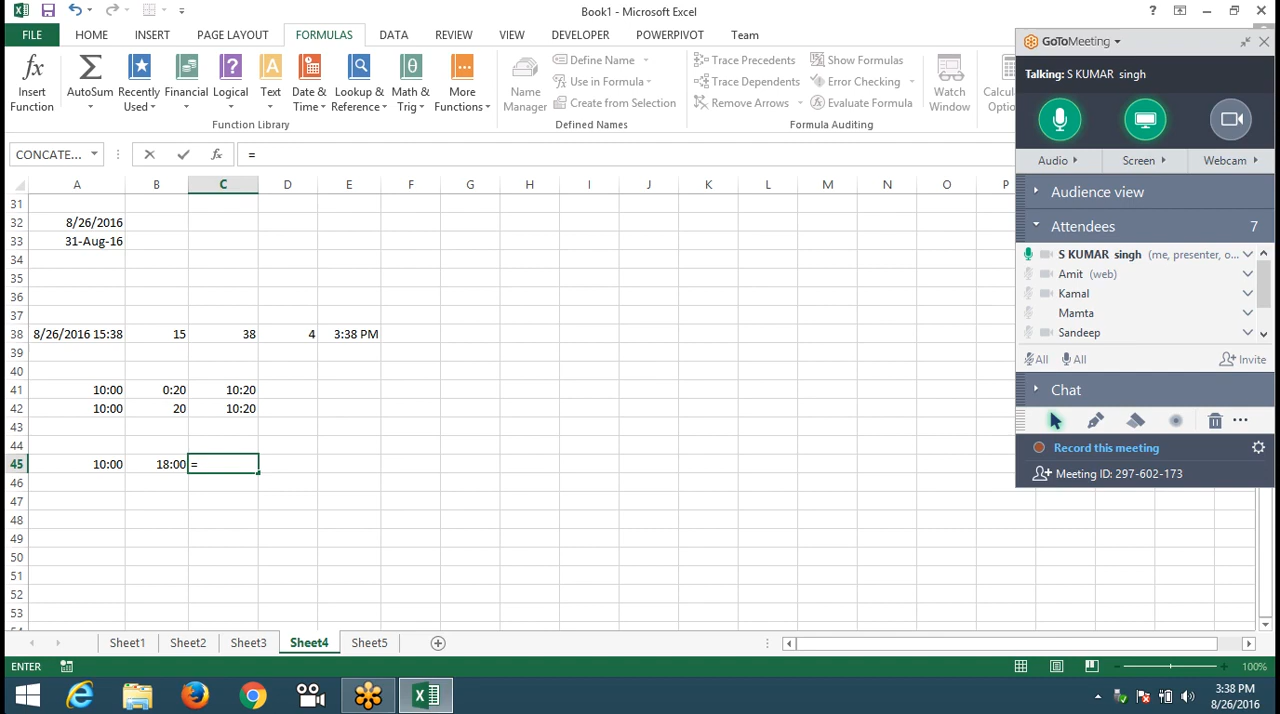 Book1 - Microsoft Excel
FILE HOME INSERT PAGE LAYOUT FORMULAS DATA REVIEW VIEW DEVELOPER POWERPIVOT Team
Insert Function
AutoSum
Recently Used
Financial
Logical
Text
Date & Time
Lookup & Reference
Math & Trig
More Functions
Function Library
Name Manager
Define Name
Use in Formula
Create from Selection
Defined Names
Trace Precedents
Trace Dependents
Remove Arrows
Show Formulas
Error Checking
Evaluate Formula
Formula Auditing
Watch Window
CONCATE... fx =
A B C D E F G H I J K L M N O P
31
32 8/26/2016
33 31-Aug-16
34
35
36
37
38 8/26/2016 15:38 15 38 4 3:38 PM
39
40
41 10:00 0:20 10:20
42 10:00 20 10:20
43
44
45 10:00 18:00 =
46
47
48
49
50
51
52
53
Sheet1 Sheet2 Sheet3 Sheet4 Sheet5
ENTER 100%
GoToMeeting
Talking: S KUMAR singh
Audio Screen Webcam
Audience view
Attendees 7
S KUMAR singh (me, presenter, o...
Amit (web)
Kamal
Mamta
Sandeep
All All Invite
Chat
Record this meeting
Meeting ID: 297-602-173
3:38 PM
8/26/2016